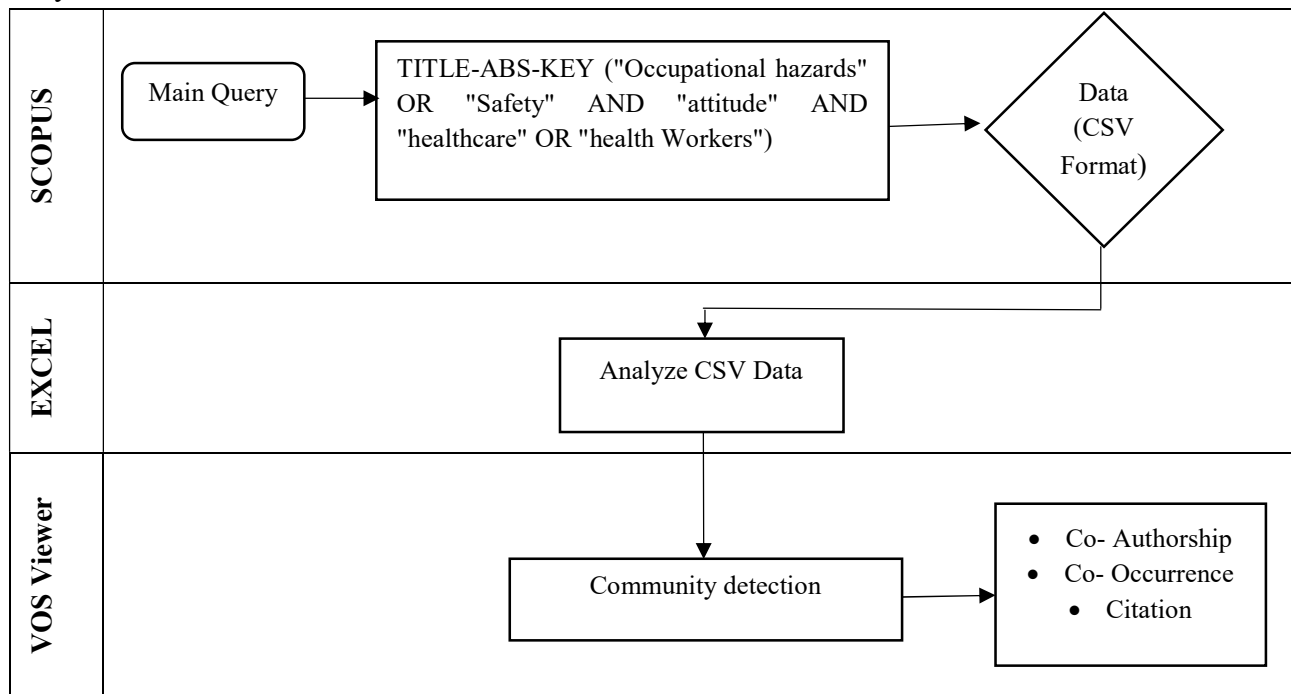 SCOPUS
Main Query
TITLE-ABS-KEY ("Occupational hazards"
OR "Safety" AND "attitude" AND
"healthcare" OR "health Workers")
Data
(CSV
Format)
EXCEL
Analyze CSV Data
VOS Viewer
Community detection
• Co- Authorship
• Co- Occurrence
• Citation